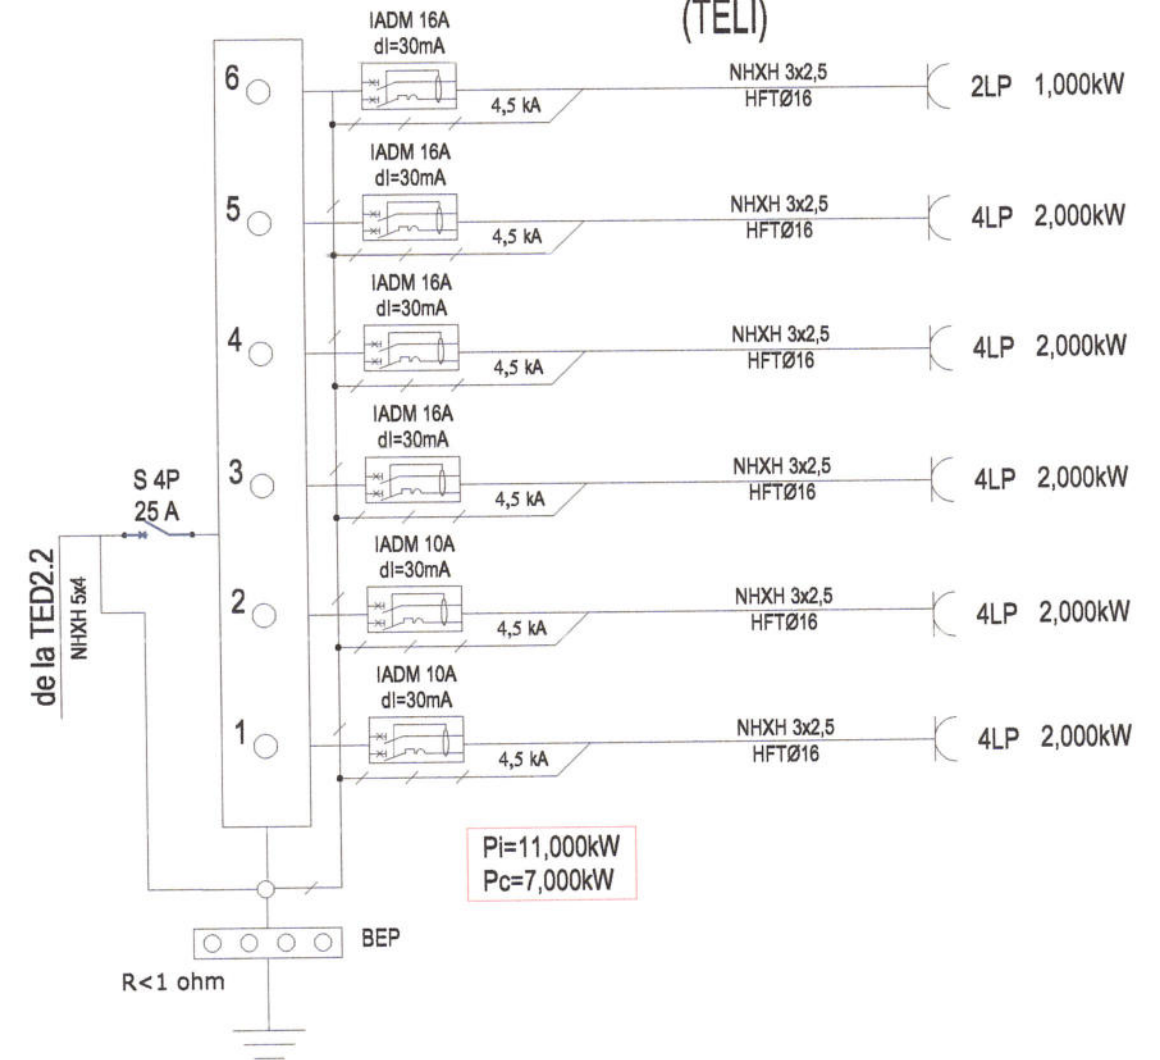 (TELI)
IADM 16A
dI=30mA
6
4,5 kA
NHXH 3x2,5
HFTØ16
2LP 1,000kW
IADM 16A
dI=30mA
5
4,5 kA
NHXH 3x2,5
HFTØ16
4LP 2,000kW
IADM 16A
dI=30mA
4
4,5 kA
NHXH 3x2,5
HFTØ16
4LP 2,000kW
IADM 16A
dI=30mA
3
4,5 kA
NHXH 3x2,5
HFTØ16
4LP 2,000kW
S 4P
25 A
de la TED2.2
NHXH 5x4
IADM 10A
dI=30mA
2
4,5 kA
NHXH 3x2,5
HFTØ16
4LP 2,000kW
IADM 10A
dI=30mA
1
4,5 kA
NHXH 3x2,5
HFTØ16
4LP 2,000kW
Pi=11,000kW
Pc=7,000kW
BEP
R<1 ohm